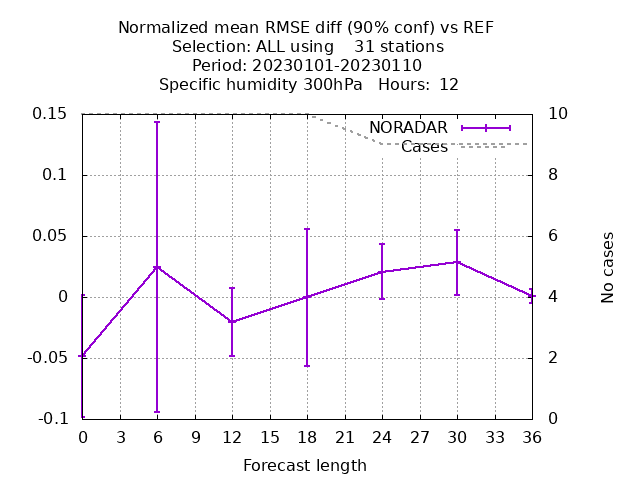 Normalized mean RMSE diff (90% conf) vs REF
Selection: ALL using    31 stations
Period: 20230101-20230110
Specific humidity 300hPa   Hours:  12
0.15
0.1
0.05
0
-0.05
-0.1
NORADAR
Cases
10
8
6
4
2
0
No cases
0 3 6 9 12 15 18 21 24 27 30 33 36
Forecast length